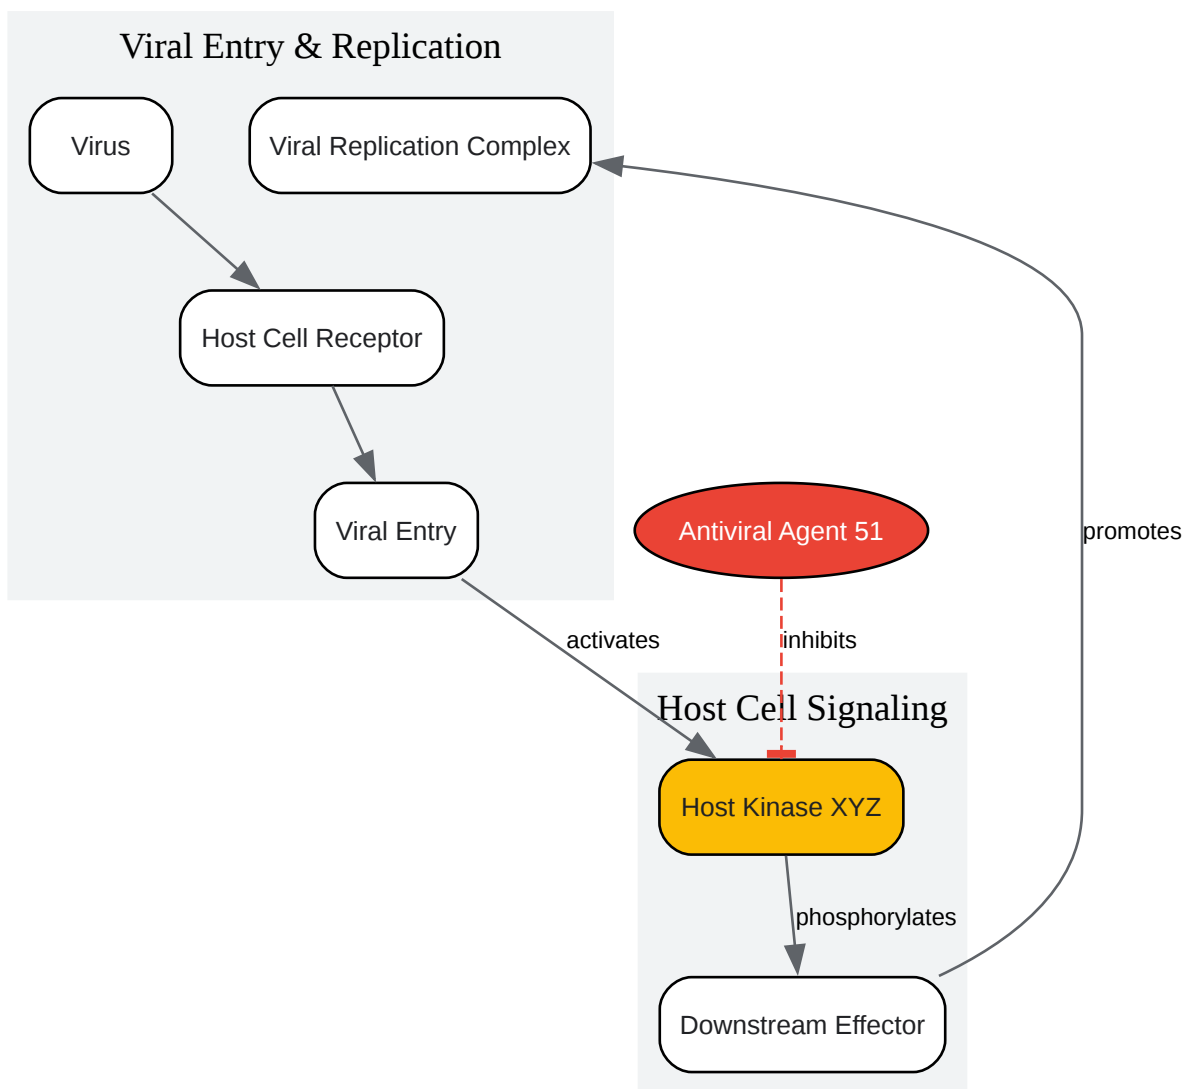 Viral Entry & Replication
Virus
Viral Replication Complex
Host Cell Receptor
Viral Entry
Antiviral Agent 51
promotes
activates
inhibits
Host Cell Signaling
Host Kinase XYZ
phosphorylates
Downstream Effector